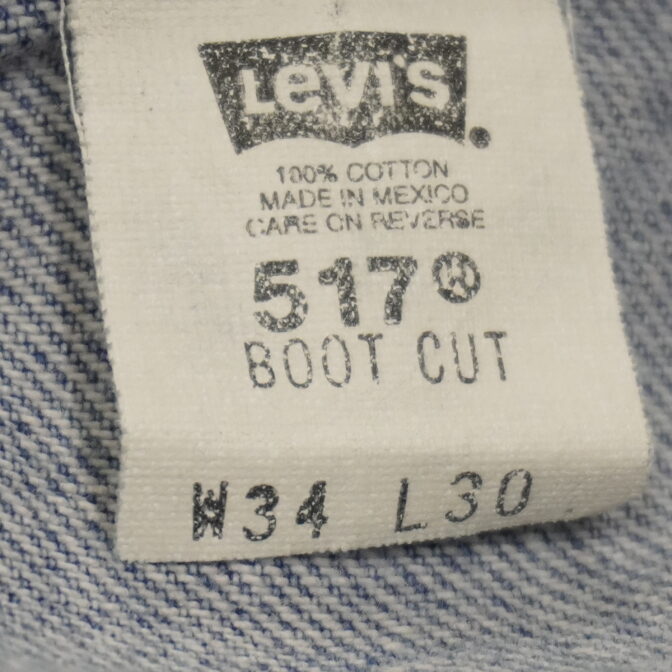 Levi's
100% COTTON
MADE IN MEXICO
CARE ON REVERSE
517®
BOOT CUT
W34 L30